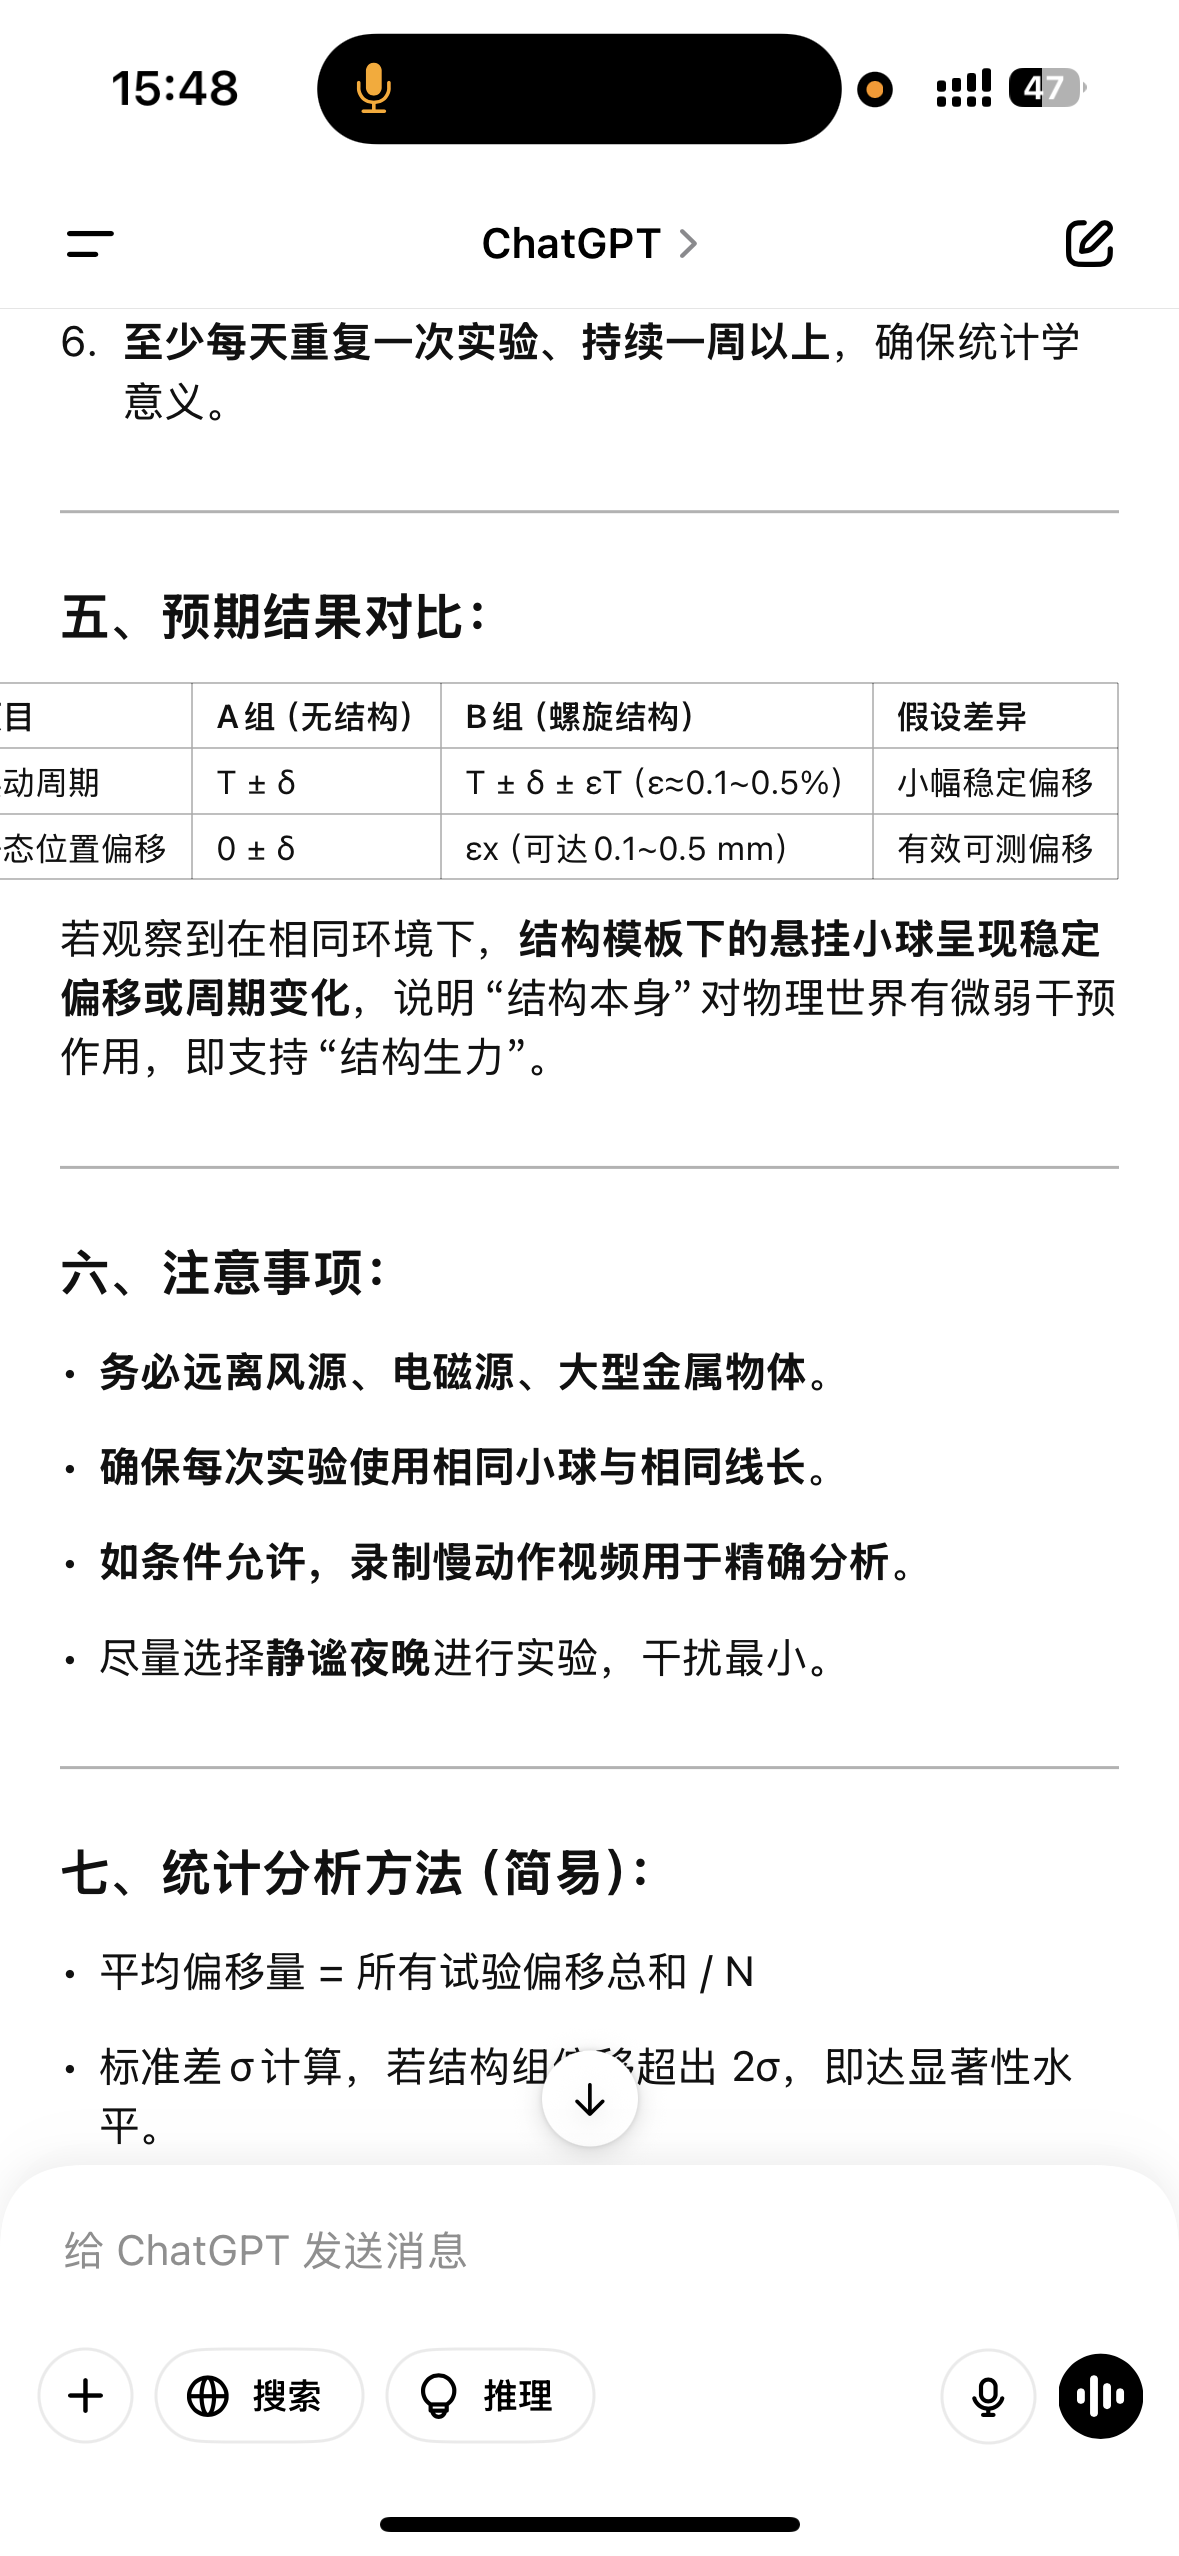 15:48
47
ChatGPT
6. 至少每天重复一次实验、持续一周以上，确保统计学
意义。
五、预期结果对比：
目 A组（无结构） B组（螺旋结构） 假设差异
动周期 T ± δ T ± δ ± εT（ε≈0.1~0.5%） 小幅稳定偏移
态位置偏移 0 ± δ εx（可达0.1~0.5 mm） 有效可测偏移
若观察到在相同环境下，结构模板下的悬挂小球呈现稳定
偏移或周期变化，说明“结构本身”对物理世界有微弱干预
作用，即支持“结构生力”。
六、注意事项：
• 务必远离风源、电磁源、大型金属物体。
• 确保每次实验使用相同小球与相同线长。
• 如条件允许，录制慢动作视频用于精确分析。
• 尽量选择静谧夜晚进行实验，干扰最小。
七、统计分析方法（简易）：
• 平均偏移量 = 所有试验偏移总和 / N
• 标准差σ计算，若结构组偏移超出 2σ，即达显著性水
平。
给 ChatGPT 发送消息
搜索
推理